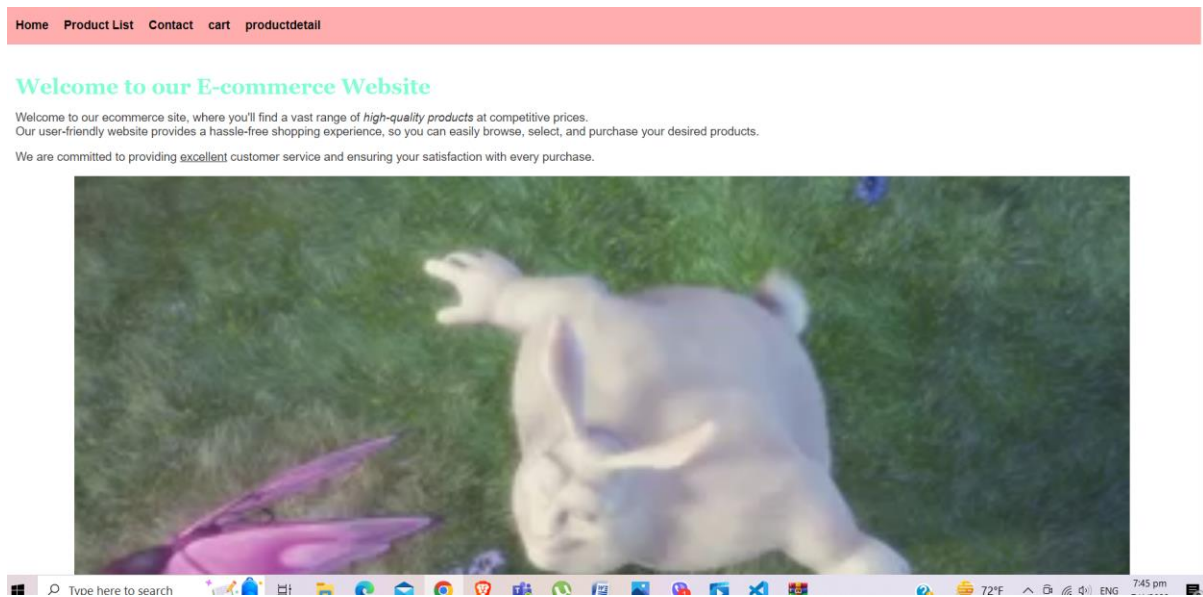 Home Product List Contact cart productdetail
Welcome to our E-commerce Website
Welcome to our ecommerce site, where you'll find a vast range of high-quality products at competitive prices.
Our user-friendly website provides a hassle-free shopping experience, so you can easily browse, select, and purchase your desired products.
We are committed to providing excellent customer service and ensuring your satisfaction with every purchase.
Type here to search 72°F ENG 7:45 pm